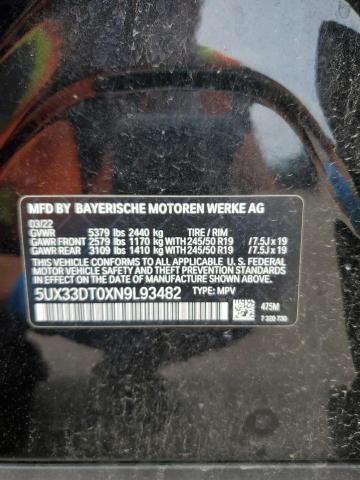 MFD BY BAYERISCHE MOTOREN WERKE AG
03/22
GVWR 5379 lbs 2440 kg TIRE / RIM
GAWR FRONT 2579 lbs 1170 kg WITH 245/50 R19 /7.5J x 19
GAWR REAR 3109 lbs 1410 kg WITH 245/50 R19 /7.5J x 19
THIS VEHICLE CONFORMS TO ALL APPLICABLE U.S. FEDERAL
MOTOR VEHICLE SAFETY AND THEFT PREVENTION STANDARDS
IN EFFECT ON THE DATE OF MANUFACTURE SHOWN ABOVE.
5UX33DT0XN9L93482 TYPE: MPV
475M
7 320 730